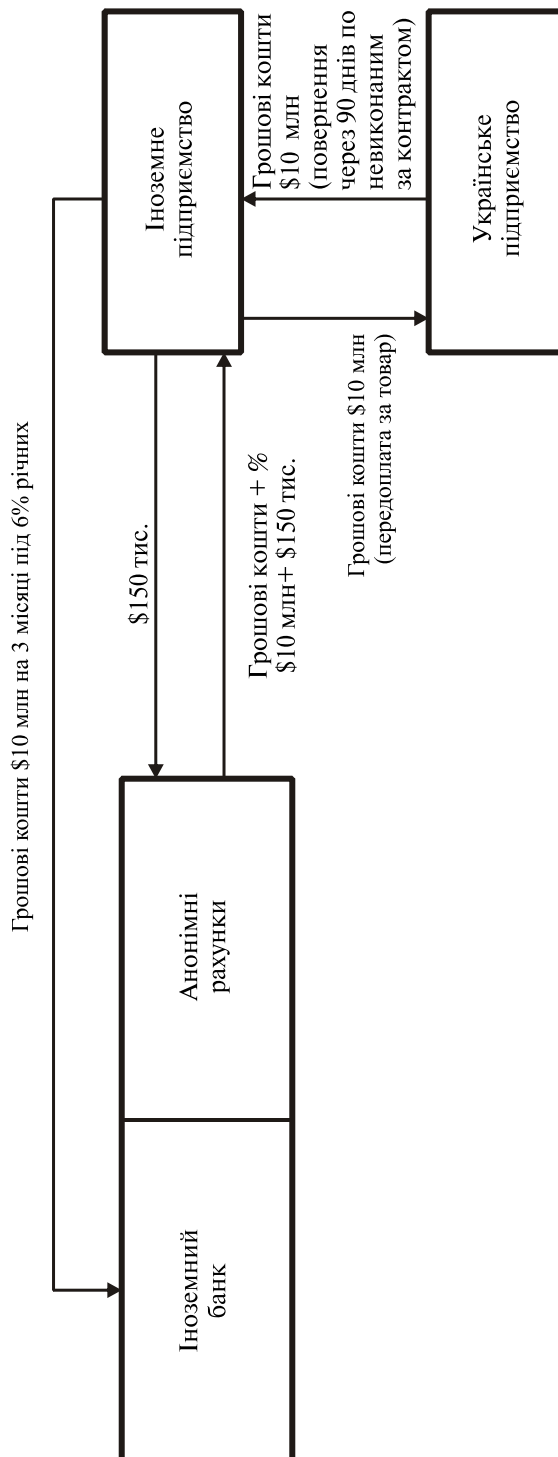 Грошові кошти $10 млн на 3 місяці під 6% річних
Іноземний
банк
Анонімні
рахунки
$150 тис.
Грошові кошти + %
$10 млн+ $150 тис.
Іноземне
підприємство
Грошові кошти $10 млн
(передоплата за товар)
Грошові кошти
$10 млн
(повернення
через 90 днів по
невиконаним
за контрактом)
Українське
підприємство